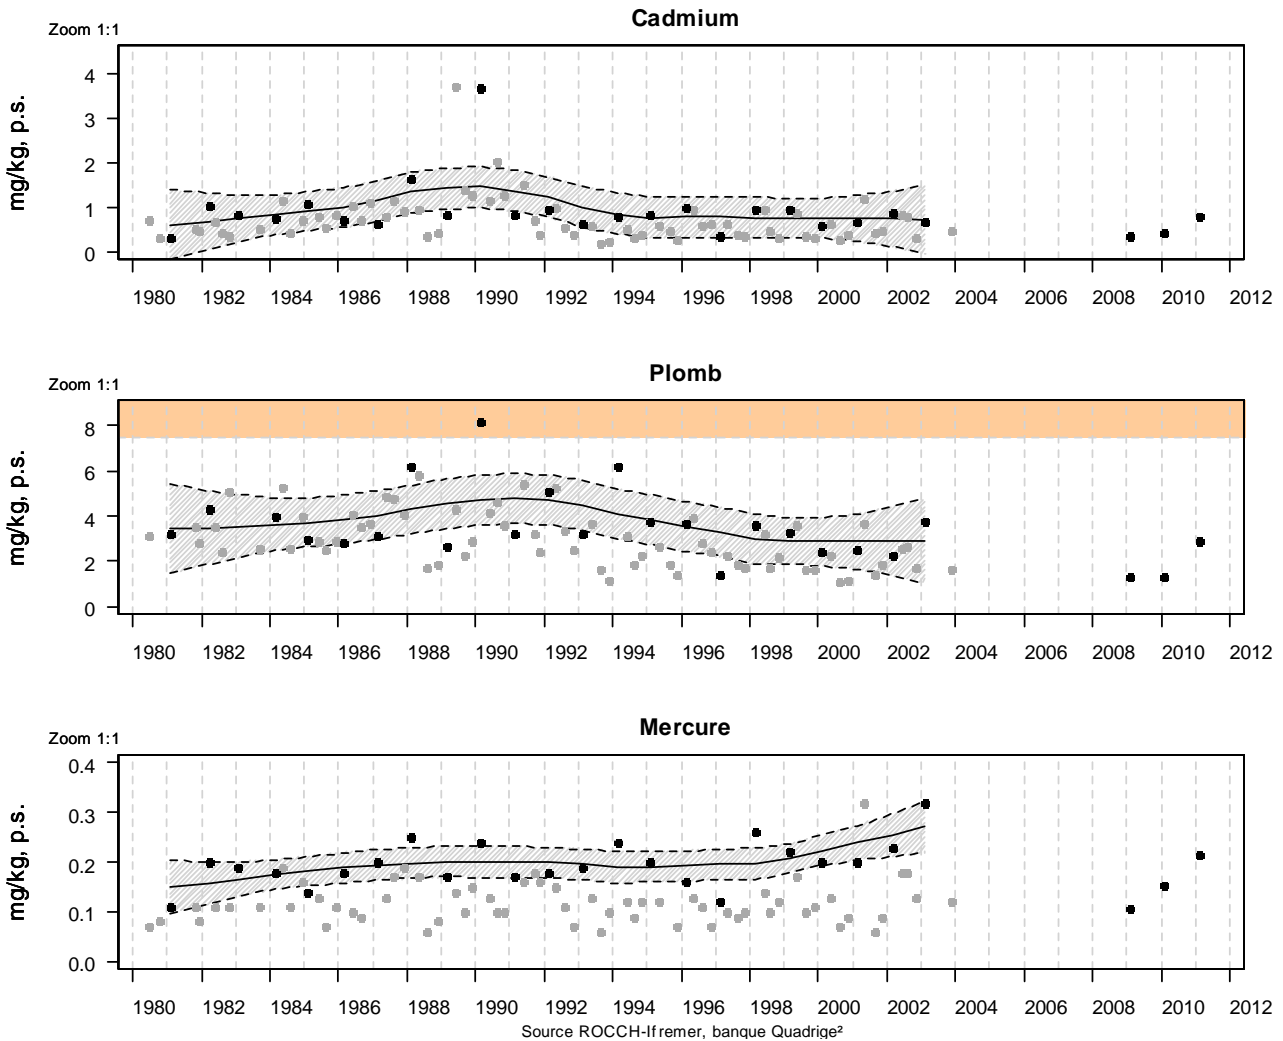 Cadmium
Zoom 1:1
mg/kg, p.s.
4
3
2
1
0
1980 1982 1984 1986 1988 1990 1992 1994 1996 1998 2000 2002 2004 2006 2008 2010 2012
Plomb
Zoom 1:1
mg/kg, p.s.
8
6
4
2
0
1980 1982 1984 1986 1988 1990 1992 1994 1996 1998 2000 2002 2004 2006 2008 2010 2012
Mercure
Zoom 1:1
mg/kg, p.s.
0.4
0.3
0.2
0.1
0.0
1980 1982 1984 1986 1988 1990 1992 1994 1996 1998 2000 2002 2004 2006 2008 2010 2012
Source ROCCH-Ifremer, banque Quadrige²